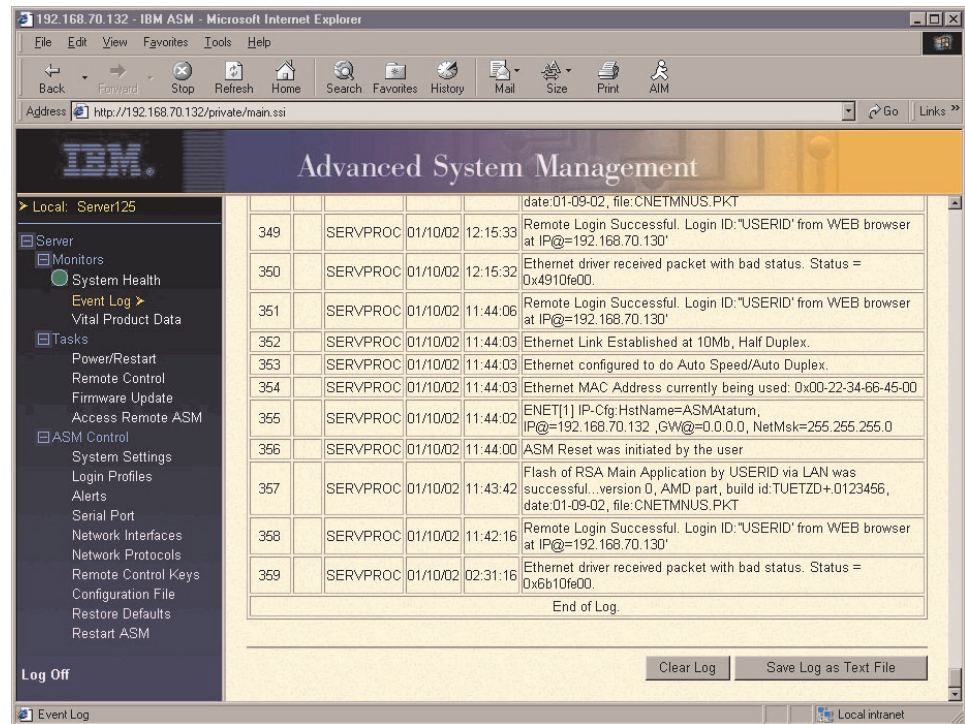 192.168.70.132 - IBM ASM - Microsoft Internet Explorer
File Edit View Favorites Tools Help
Back Forward Stop Refresh Home Search Favorites History Mail Size Print AIM
Address http://192.168.70.132/private/main.ssi Go Links »
IBM. Advanced System Management
Local: Server125
Server
Monitors
System Health
Event Log
Vital Product Data
Tasks
Power/Restart
Remote Control
Firmware Update
Access Remote ASM
ASM Control
System Settings
Login Profiles
Alerts
Serial Port
Network Interfaces
Network Protocols
Remote Control Keys
Configuration File
Restore Defaults
Restart ASM
Log Off
date:01-09-02, file:CNETMNUS.PKT
349 SERVPROC 01/10/02 12:15:33 Remote Login Successful. Login ID:"USERID' from WEB browser
at IP@=192.168.70.130'
350 SERVPROC 01/10/02 12:15:32 Ethernet driver received packet with bad status. Status =
0x4910fe00.
351 SERVPROC 01/10/02 11:44:06 Remote Login Successful. Login ID:"USERID' from WEB browser
at IP@=192.168.70.130'
352 SERVPROC 01/10/02 11:44:03 Ethernet Link Established at 10Mb, Half Duplex.
353 SERVPROC 01/10/02 11:44:03 Ethernet configured to do Auto Speed/Auto Duplex.
354 SERVPROC 01/10/02 11:44:03 Ethernet MAC Address currently being used: 0x00-22-34-66-45-00
355 SERVPROC 01/10/02 11:44:02 ENET[1] IP-Cfg:HstName=ASMAtatum,
IP@=192.168.70.132 ,GW@=0.0.0.0, NetMsk=255.255.255.0
356 SERVPROC 01/10/02 11:44:00 ASM Reset was initiated by the user
357 SERVPROC 01/10/02 11:43:42 Flash of RSA Main Application by USERID via LAN was
successful...version 0, AMD part, build id:TUETZD+.0123456,
date:01-09-02, file:CNETMNUS.PKT
358 SERVPROC 01/10/02 11:42:16 Remote Login Successful. Login ID:"USERID' from WEB browser
at IP@=192.168.70.130'
359 SERVPROC 01/10/02 02:31:16 Ethernet driver received packet with bad status. Status =
0x6b10fe00.
End of Log.
Clear Log Save Log as Text File
Event Log Local intranet